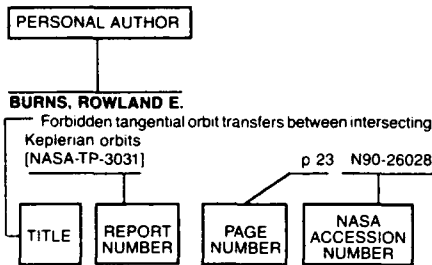 PERSONAL AUTHOR
BURNS, ROWLAND E.
Forbidden tangential orbit transfers between intersecting
Keplerian orbits
[NASA-TP-3031] p 23 N90-26028
TITLE
REPORT
NUMBER
PAGE
NUMBER
NASA
ACCESSION
NUMBER